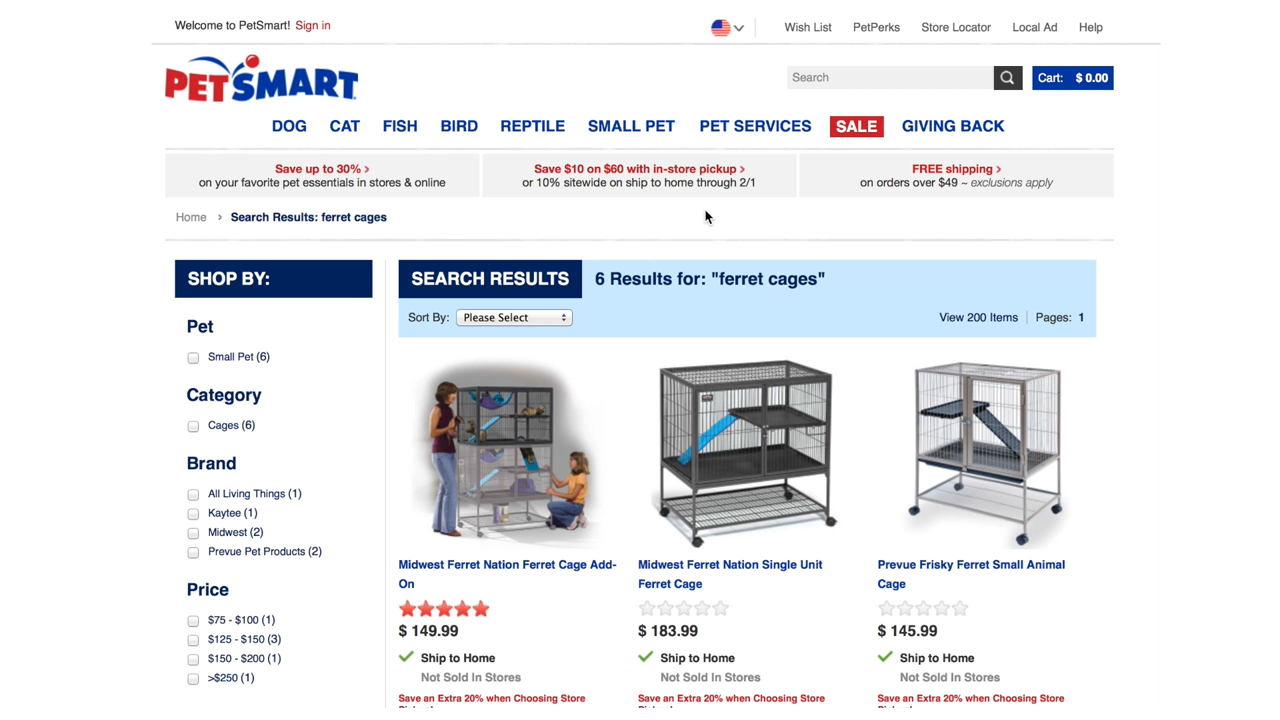 Welcome to PetSmart! Sign in
Wish List
PetPerks
Store Locator
Local Ad
Help
PETSMART
Search
Cart: $ 0.00
DOG
CAT
FISH
BIRD
REPTILE
SMALL PET
PET SERVICES
SALE
GIVING BACK
Save up to 30% >
on your favorite pet essentials in stores & online
Save $10 on $60 with in-store pickup >
or 10% sitewide on ship to home through 2/1
FREE shipping >
on orders over $49 ~ exclusions apply
Home > Search Results: ferret cages
SHOP BY:
Pet
Small Pet (6)
Category
Cages (6)
Brand
All Living Things (1)
Kaytee (1)
Midwest (2)
Prevue Pet Products (2)
Price
$75 - $100 (1)
$125 - $150 (3)
$150 - $200 (1)
>$250 (1)
SEARCH RESULTS
6 Results for: "ferret cages"
Sort By: Please Select
View 200 Items
Pages: 1
Midwest Ferret Nation Ferret Cage Add-
On
$ 149.99
Ship to Home
Not Sold In Stores
Save an Extra 20% when Choosing Store
Midwest Ferret Nation Single Unit
Ferret Cage
$ 183.99
Ship to Home
Not Sold In Stores
Save an Extra 20% when Choosing Store
Prevue Frisky Ferret Small Animal
Cage
$ 145.99
Ship to Home
Not Sold In Stores
Save an Extra 20% when Choosing Store